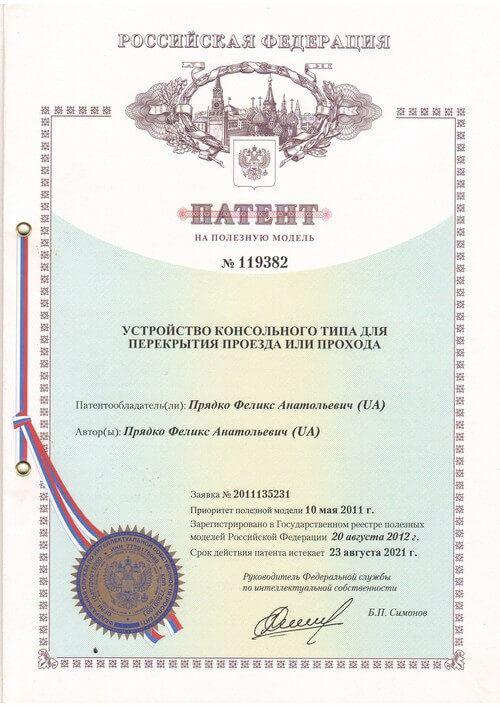 РОССИЙСКАЯ ФЕДЕРАЦИЯ
ПАТЕНТ
НА ПОЛЕЗНУЮ МОДЕЛЬ
№ 119382
УСТРОЙСТВО КОНСОЛЬНОГО ТИПА ДЛЯ
ПЕРЕКРЫТИЯ ПРОЕЗДА ИЛИ ПРОХОДА
Патентообладатель(ли): Прядко Феликс Анатольевич (UA)
Автор(ы): Прядко Феликс Анатольевич (UA)
Заявка № 2011135231
Приоритет полезной модели 10 мая 2011 г.
Зарегистрировано в Государственном реестре полезных
моделей Российской Федерации 20 августа 2012 г.
Срок действия патента истекает 23 августа 2021 г.
Руководитель Федеральной службы
по интеллектуальной собственности
Б.П. Симонов